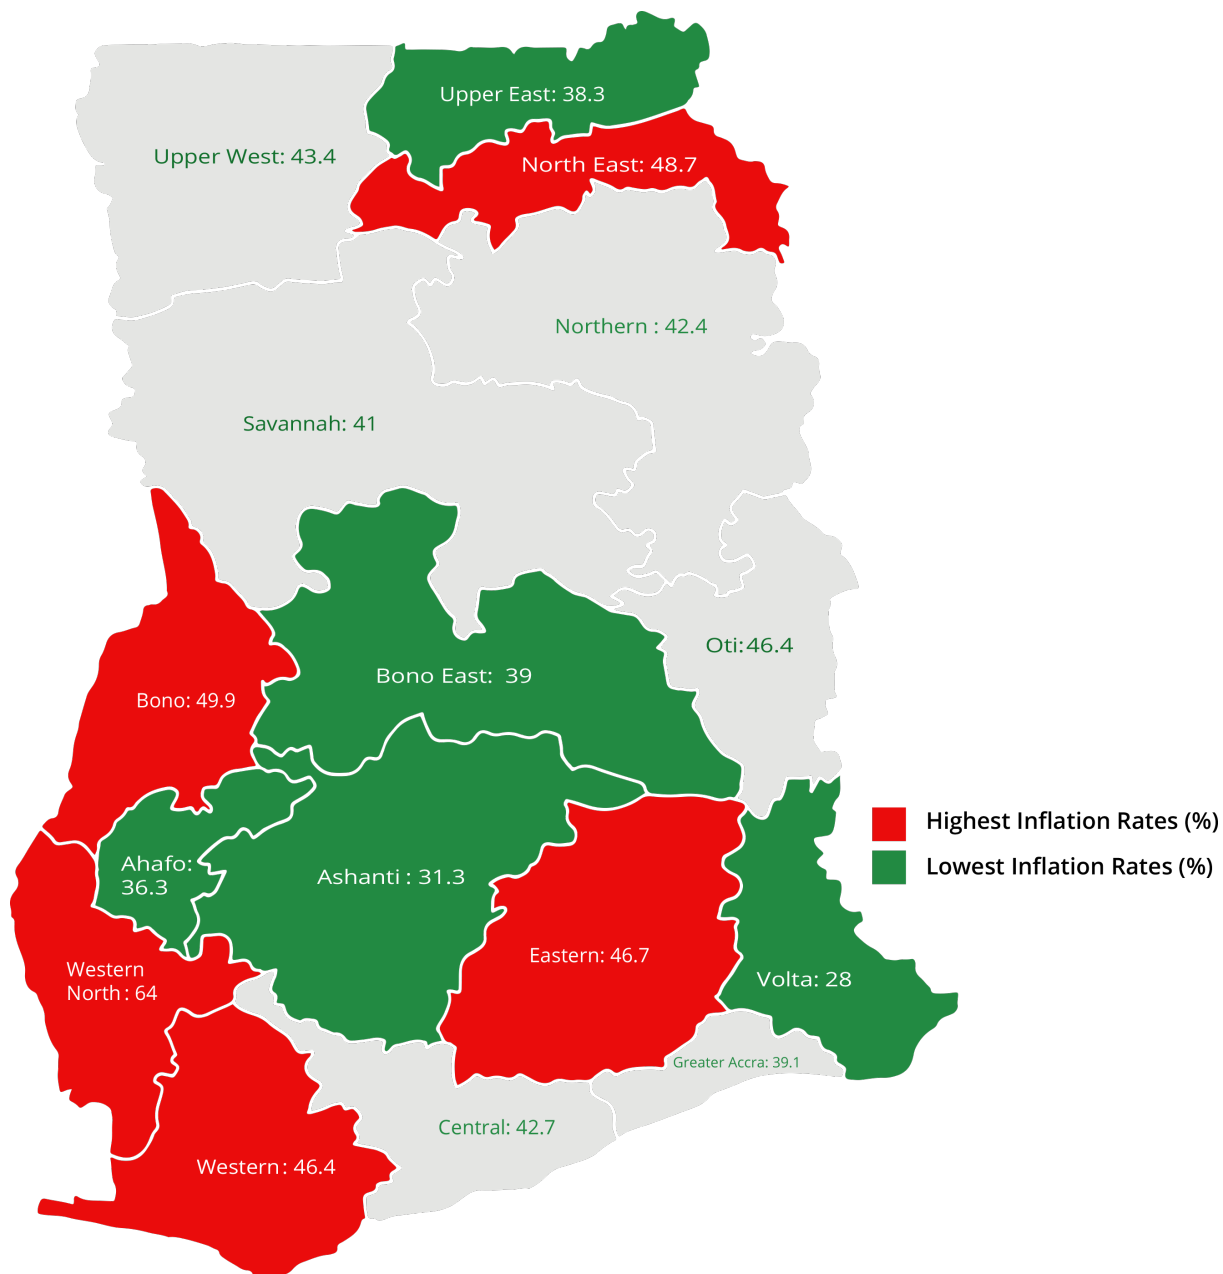 Upper East: 38.3
Upper West: 43.4
North East: 48.7
Northern : 42.4
Savannah: 41
Oti:46.4
Bono East: 39
Bono: 49.9
Highest Inflation Rates (%)
Lowest Inflation Rates (%)
Ahafo:
36.3
Ashanti : 31.3
Eastern: 46.7
Western
North : 64
Volta: 28
Greater Accra: 39.1
Central: 42.7
Western : 46.4